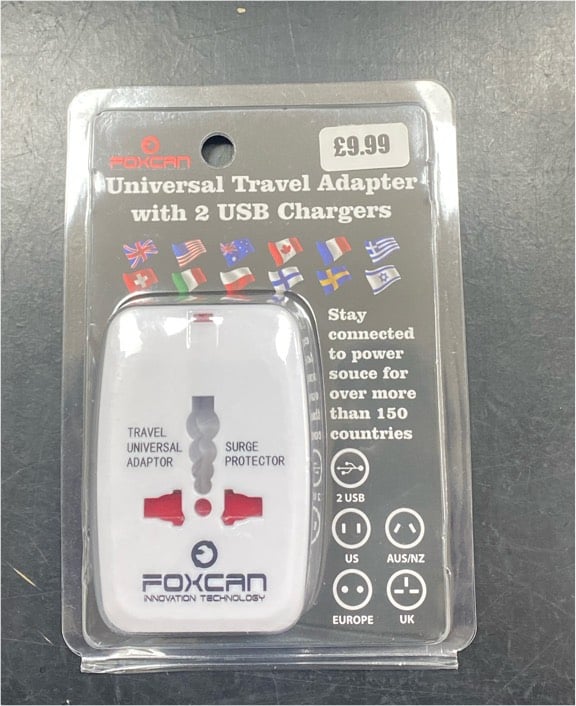 FOXCAN
£9.99
Universal Travel Adapter
with 2 USB Chargers
Stay
connected
to power
souce for
over more
than 150
countries
TRAVEL
UNIVERSAL
ADAPTOR
SURGE
PROTECTOR
2 USB
US
AUS/NZ
EUROPE
UK
FOXCAN
INNOVATION TECHNOLOGY